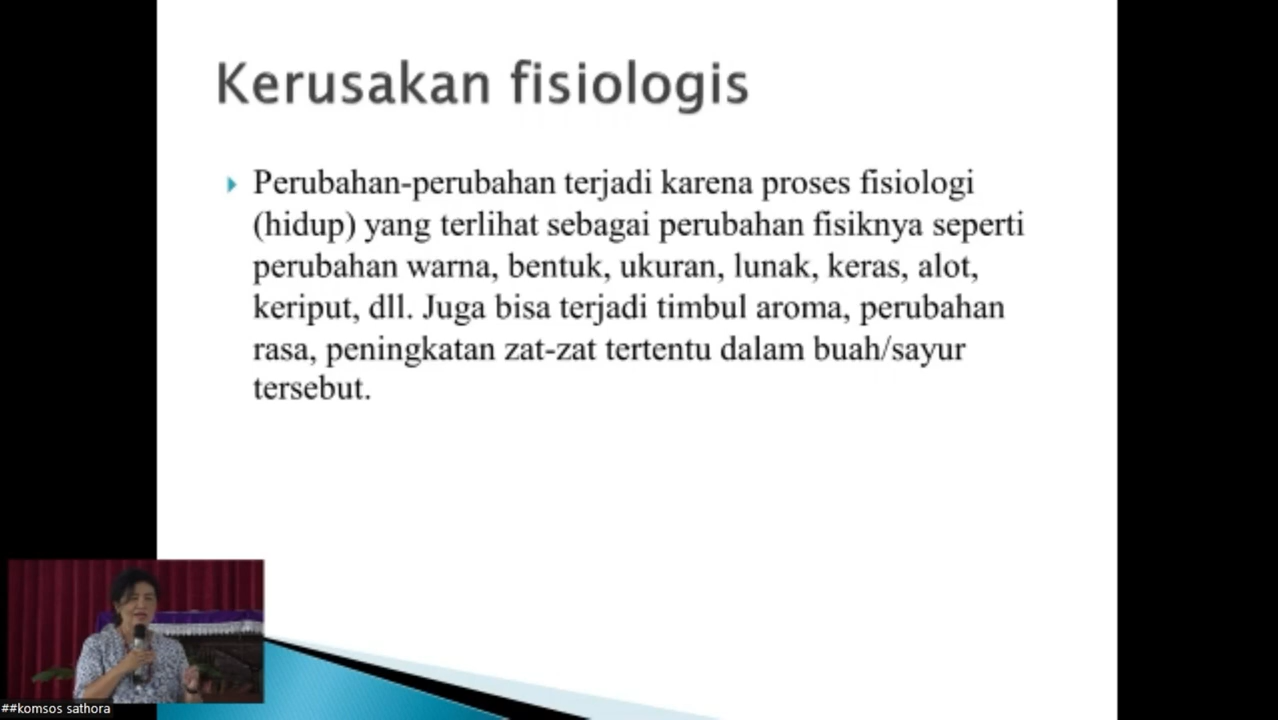 Kerusakan fisiologis
Perubahan-perubahan terjadi karena proses fisiologi
(hidup) yang terlihat sebagai perubahan fisiknya seperti
perubahan warna, bentuk, ukuran, lunak, keras, alot,
keriput, dll. Juga bisa terjadi timbul aroma, perubahan
rasa, peningkatan zat-zat tertentu dalam buah/sayur
tersebut.
##komsos sathora